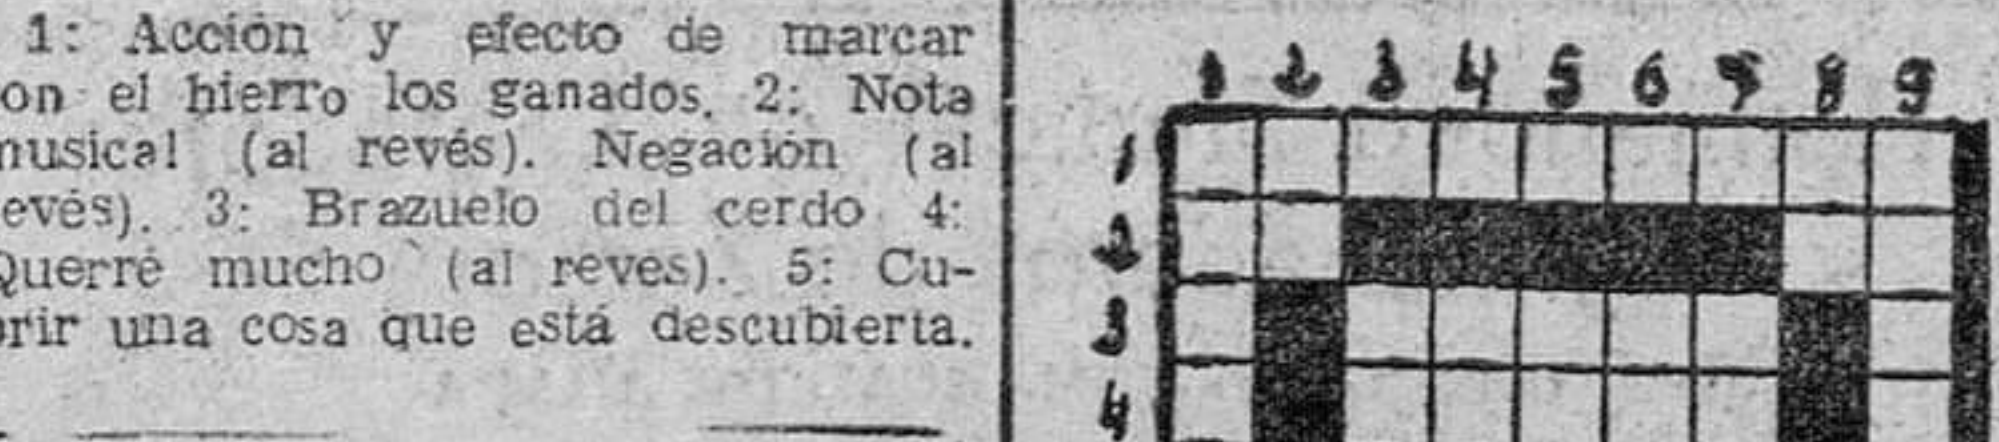 1: Acción y efecto de marcar
on el hierro los ganados. 2: Nota
musical (al revés). Negación (al
evés). 3: Brazuelo del cerdo 4:
Querré mucho (al reves). 5: Cu-
rir una cosa que está descubierta.
1 2 3 4 5 6 7 8 9
1
2
3
4